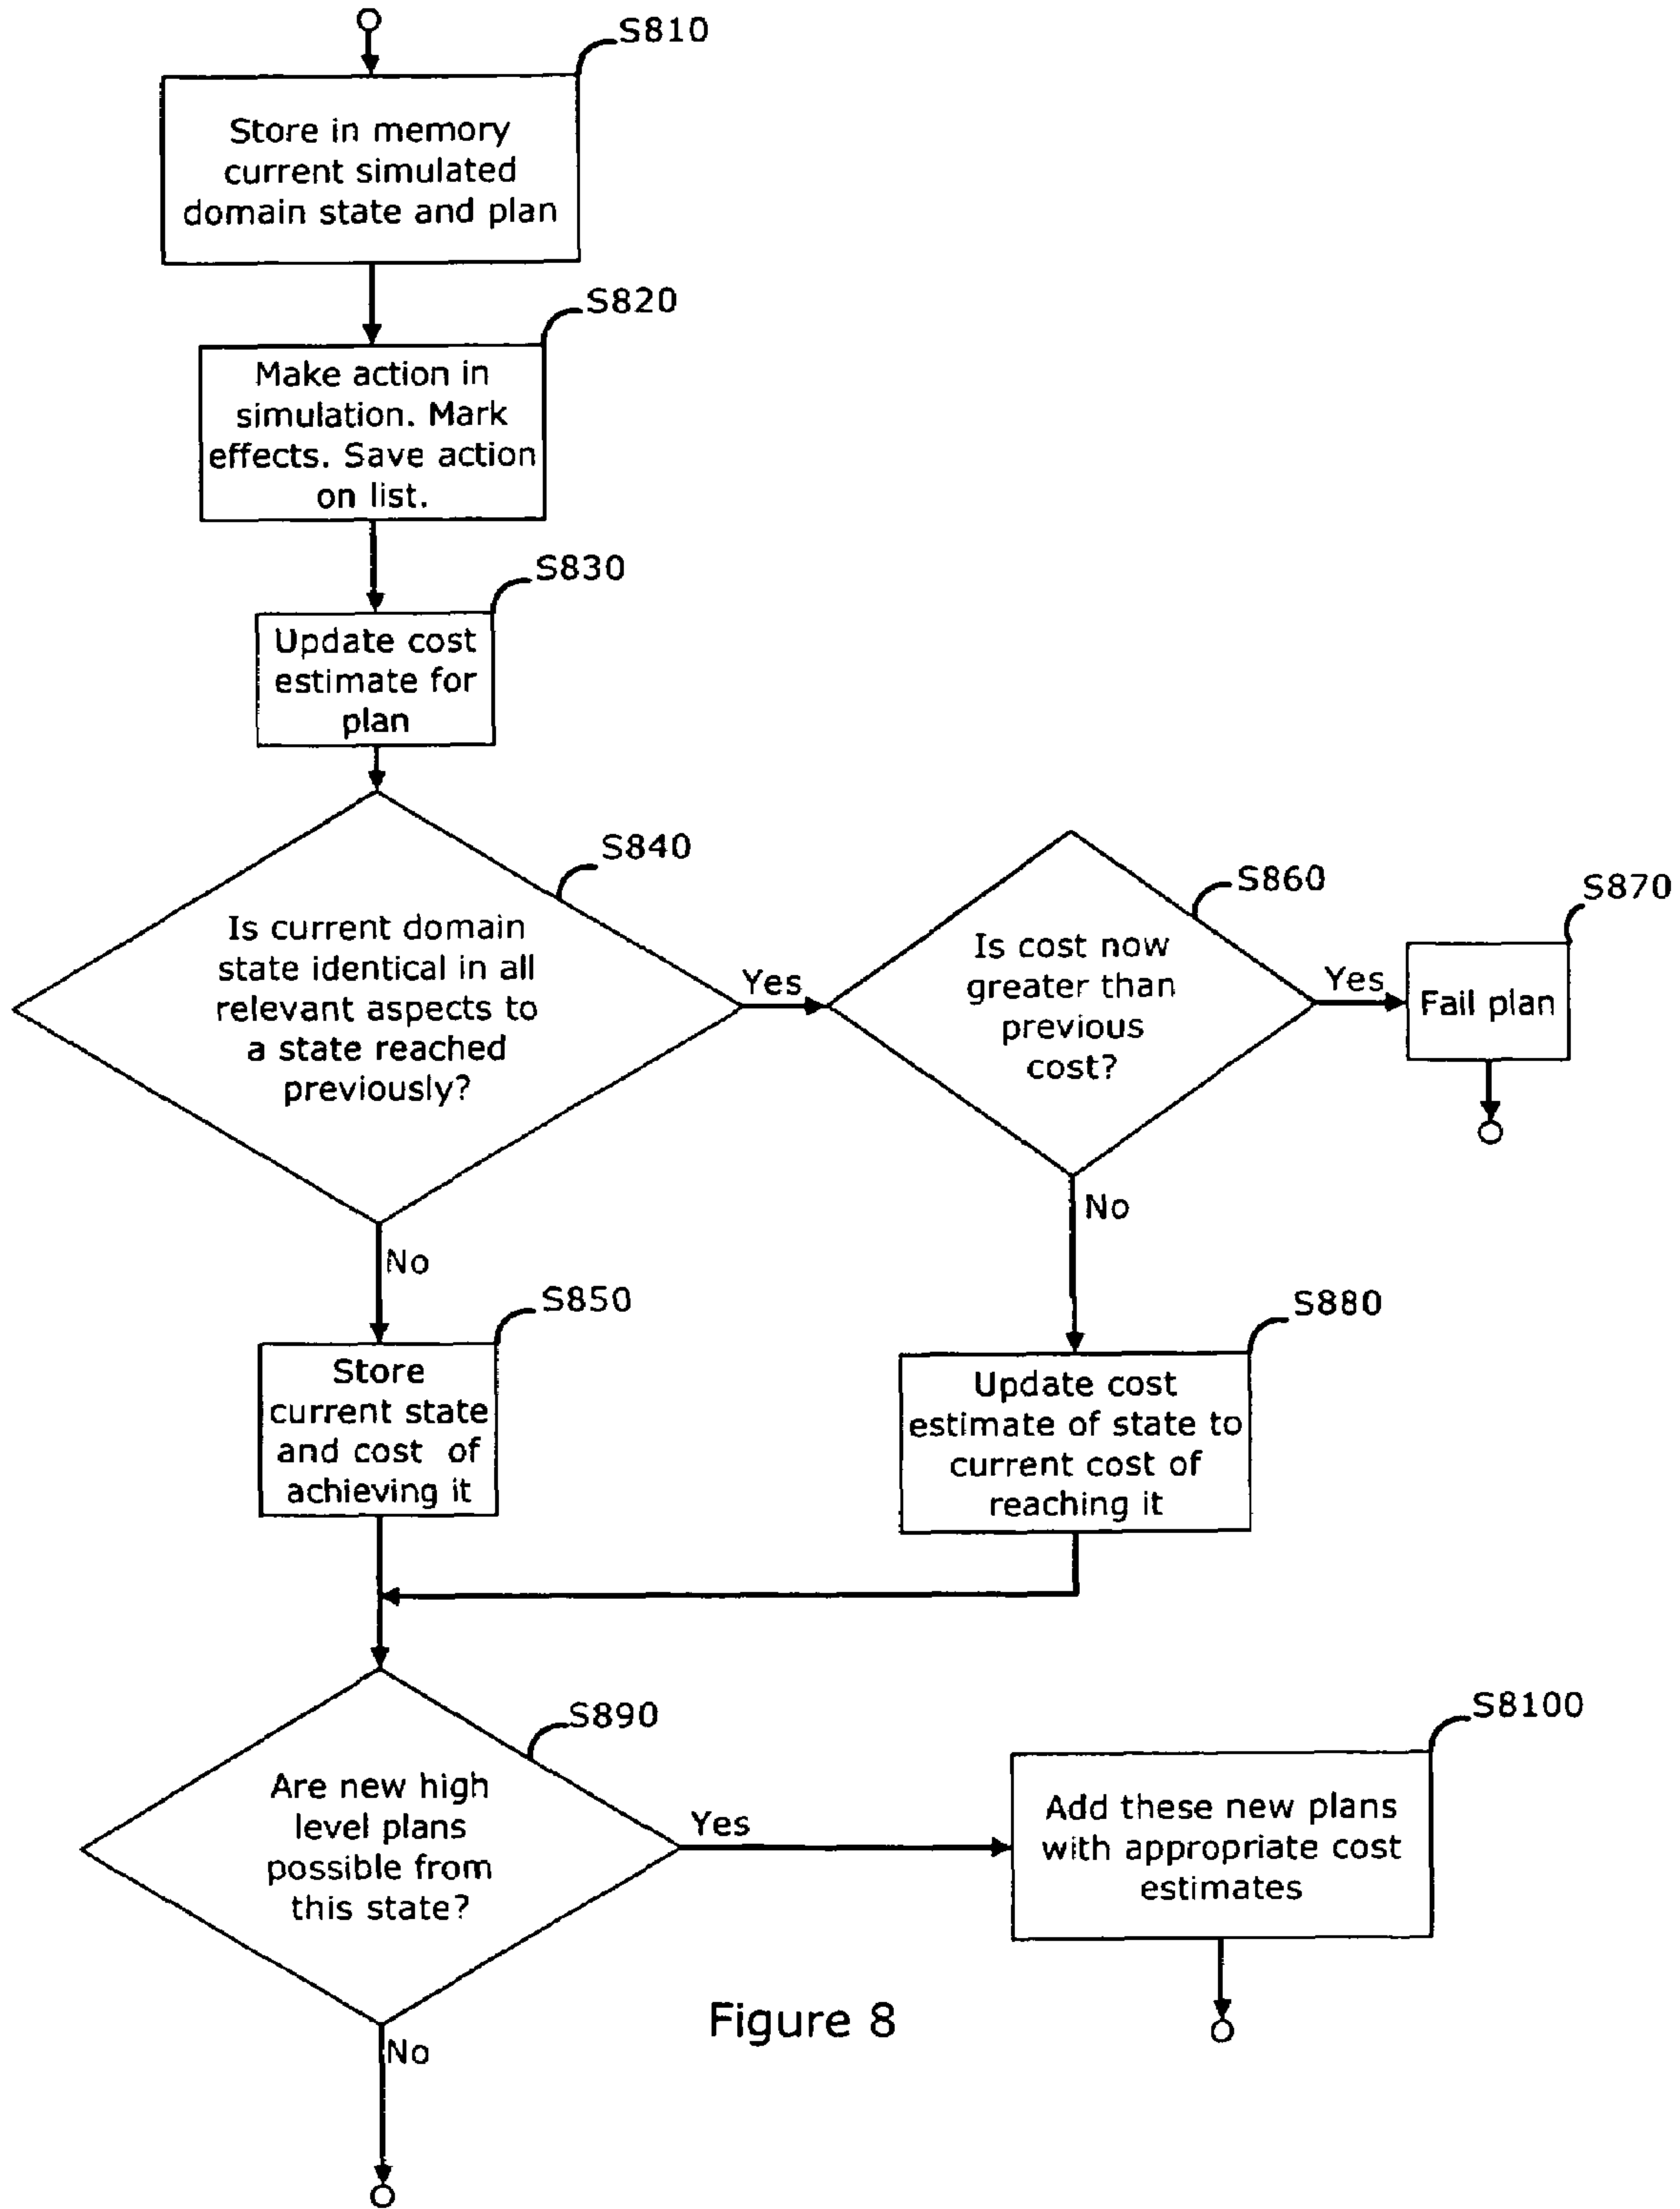 S810
Store in memory
current simulated
domain state and plan
S820
Make action in
simulation. Mark
effects. Save action
on list.
S830
Update cost
estimate for
plan
S840
Is current domain
state identical in all
relevant aspects to
a state reached
previously?
Yes
S860
Is cost now
greater than
previous
cost?
Yes
S870
Fail plan
No
No
S850
Store
current state
and cost of
achieving it
S880
Update cost
estimate of state to
current cost of
reaching it
S890
Are new high
level plans
possible from
this state?
Yes
S8100
Add these new plans
with appropriate cost
estimates
No
Figure 8